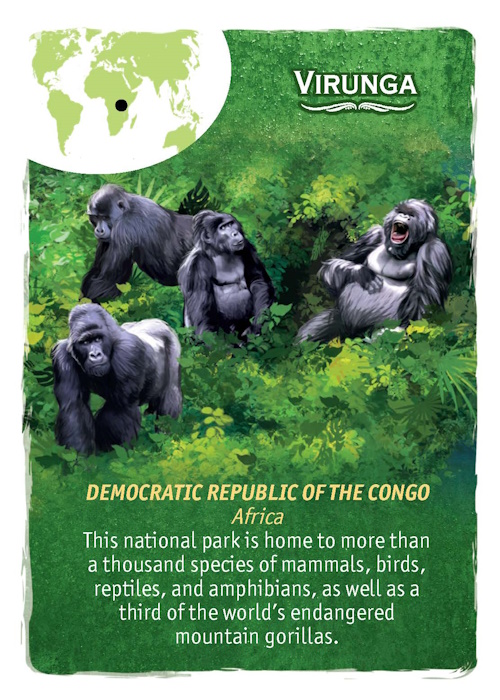 VIRUNGA
DEMOCRATIC REPUBLIC OF THE CONGO
Africa
This national park is home to more than
a thousand species of mammals, birds,
reptiles, and amphibians, as well as a
third of the world's endangered
mountain gorillas.